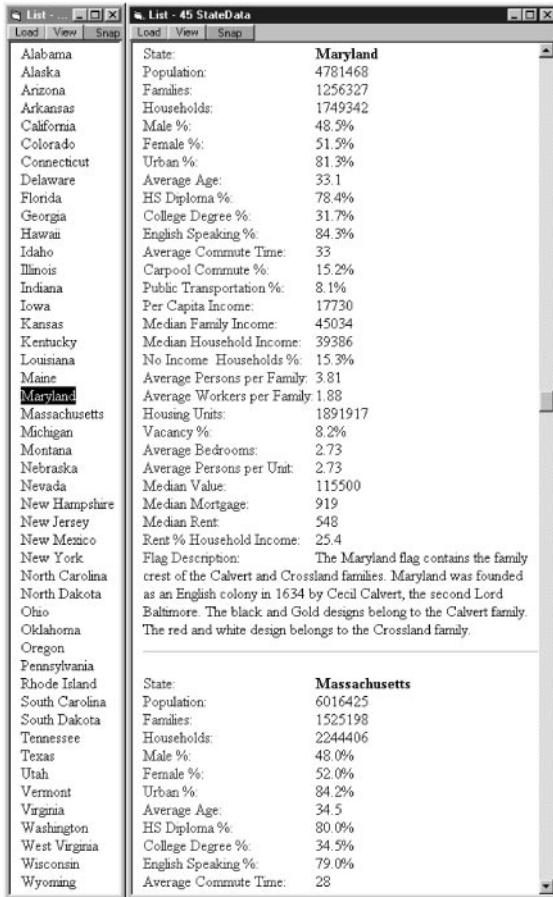 List - ...
Load View Snap
Alabama
Alaska
Arizona
Arkansas
California
Colorado
Connecticut
Delaware
Florida
Georgia
Hawaii
Idaho
Illinois
Indiana
Iowa
Kansas
Kentucky
Louisiana
Maine
Maryland
Massachusetts
Michigan
Montana
Nebraska
Nevada
New Hampshire
New Jersey
New Mexico
New York
North Carolina
North Dakota
Ohio
Oklahoma
Oregon
Pennsylvania
Rhode Island
South Carolina
South Dakota
Tennessee
Texas
Utah
Vermont
Virginia
Washington
West Virginia
Wisconsin
Wyoming
List - 45 StateData
Load View Snap
State: Maryland
Population: 4781468
Families: 1256327
Households: 1749342
Male %: 48.5%
Female %: 51.5%
Urban %: 81.3%
Average Age: 33.1
HS Diploma %: 78.4%
College Degree %: 31.7%
English Speaking %: 84.3%
Average Commute Time: 33
Carpool Commute %: 15.2%
Public Transportation %: 8.1%
Per Capita Income: 17730
Median Family Income: 45034
Median Household Income: 39386
No Income Households %: 15.3%
Average Persons per Family: 3.81
Average Workers per Family: 1.88
Housing Units: 1891917
Vacancy %: 8.2%
Average Bedrooms: 2.73
Average Persons per Unit: 2.73
Median Value: 115500
Median Mortgage: 919
Median Rent: 548
Rent % Household Income: 25.4
Flag Description: The Maryland flag contains the family
crest of the Calvert and Crossland families. Maryland was founded
as an English colony in 1634 by Cecil Calvert, the second Lord
Baltimore. The black and Gold designs belong to the Calvert family.
The red and white design belongs to the Crossland family.
State: Massachusetts
Population: 6016425
Families: 1525198
Households: 2244406
Male %: 48.0%
Female %: 52.0%
Urban %: 84.2%
Average Age: 34.5
HS Diploma %: 80.0%
College Degree %: 34.5%
English Speaking %: 79.0%
Average Commute Time: 28